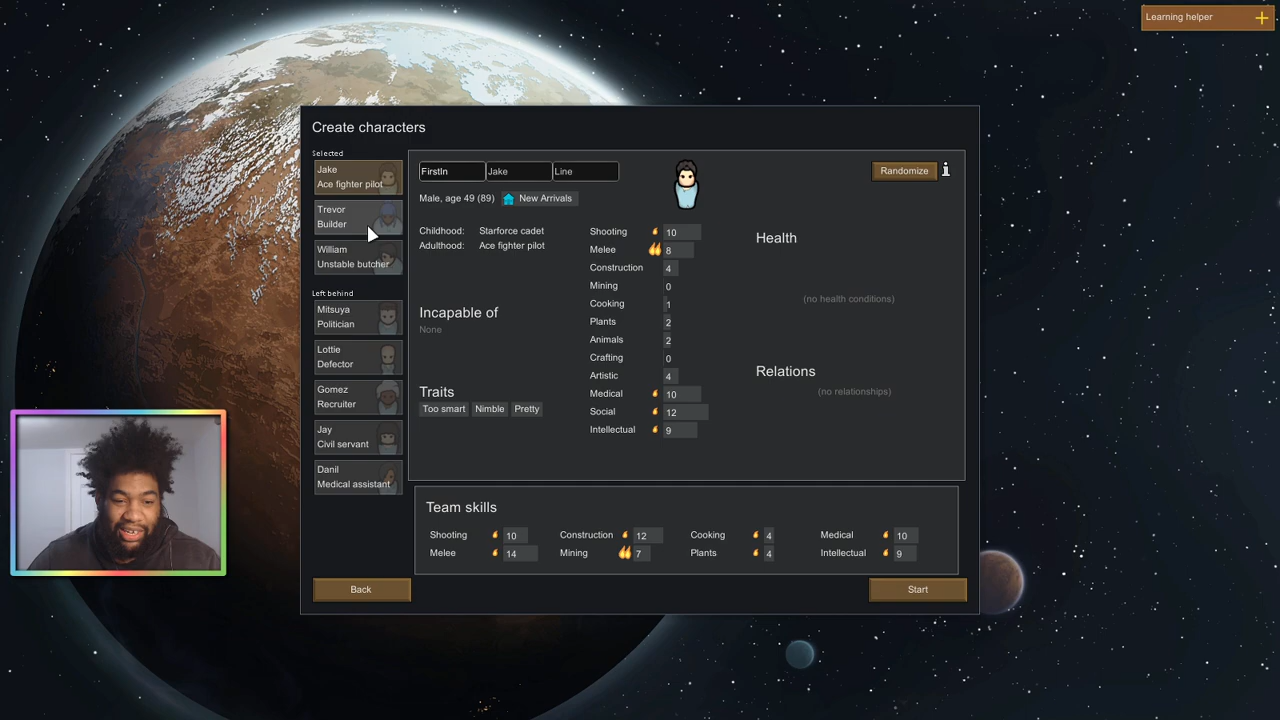 Learning helper
Create characters
Selected
Jake
Ace fighter pilot
Trevor
Builder
William
Unstable butcher
Left behind
Mitsuya
Politician
Lottie
Defector
Gomez
Recruiter
Jay
Civil servant
Danil
Medical assistant
FirstIn Jake Line
Randomize
Male, age 49 (89) New Arrivals
Childhood: Starforce cadet
Adulthood: Ace fighter pilot
Incapable of
None
Traits
Too smart Nimble Pretty
Shooting 10
Melee 8
Construction 4
Mining 0
Cooking 1
Plants 2
Animals 2
Crafting 0
Artistic 4
Medical 10
Social 12
Intellectual 9
Health
(no health conditions)
Relations
(no relationships)
Team skills
Shooting 10 Construction 12 Cooking 4 Medical 10
Melee 14 Mining 7 Plants 4 Intellectual 9
Back
Start